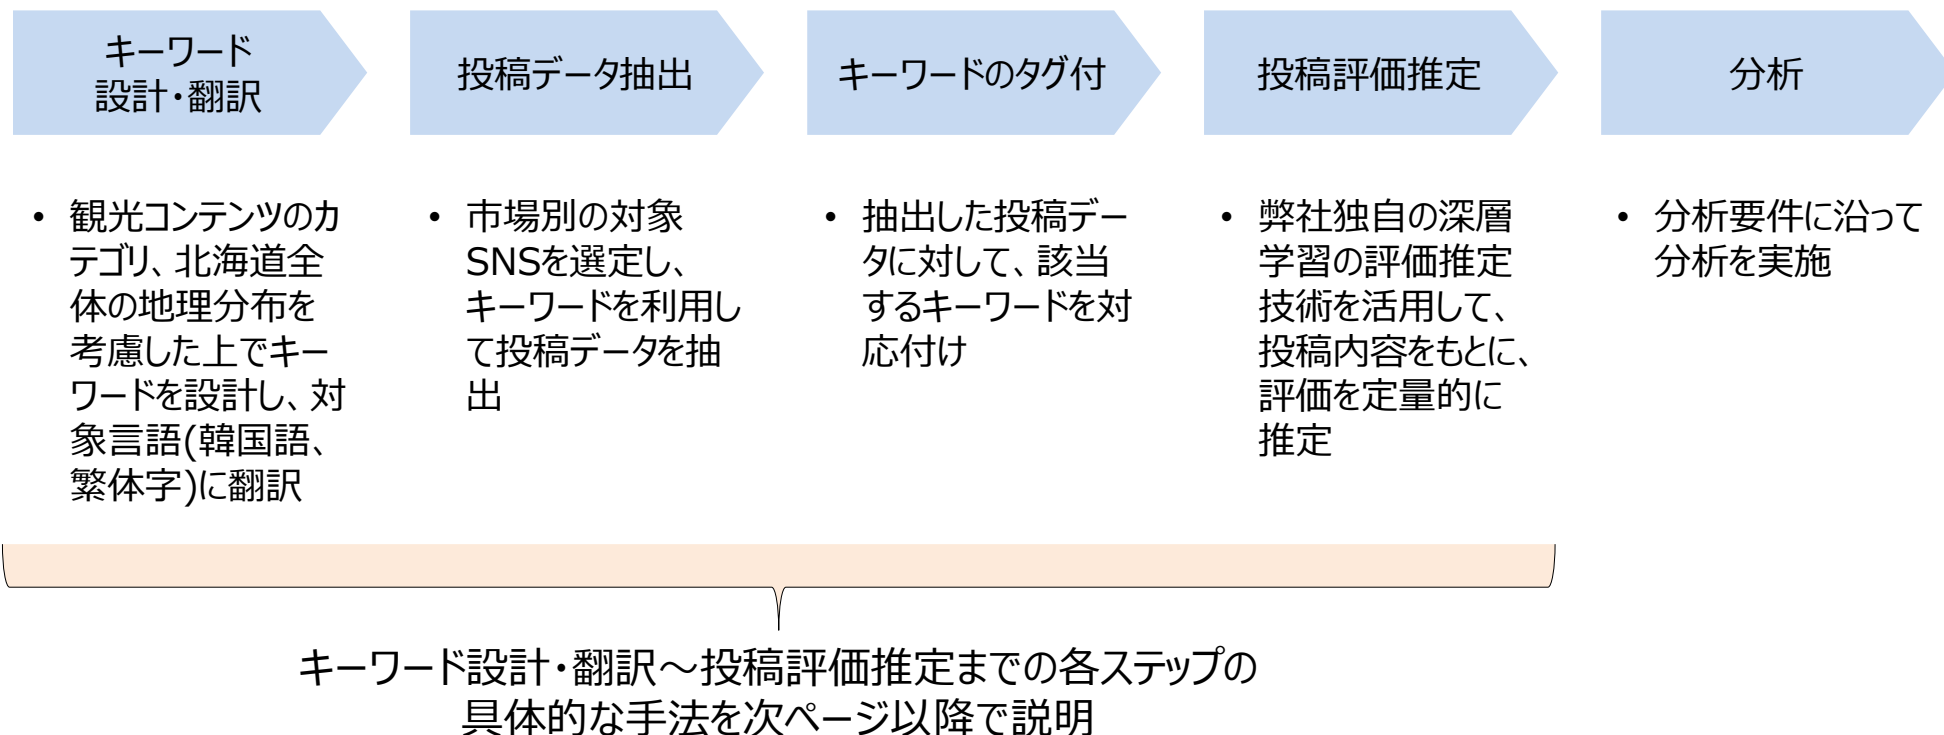 キーワード
設計・翻訳
投稿データ抽出
キーワードのタグ付
投稿評価推定
分析
• 観光コンテンツのカ
テゴリ、北海道全
体の地理分布を
考慮した上でキー
ワードを設計し、対
象言語(韓国語、
繁体字)に翻訳
• 市場別の対象
SNSを選定し、
キーワードを利用し
て投稿データを抽
出
• 抽出した投稿デー
タに対して、該当
するキーワードを対
応付け
• 弊社独自の深層
学習の評価推定
技術を活用して、
投稿内容をもとに、
評価を定量的に
推定
• 分析要件に沿って
分析を実施
キーワード設計・翻訳～投稿評価推定までの各ステップの
具体的な手法を次ページ以降で説明